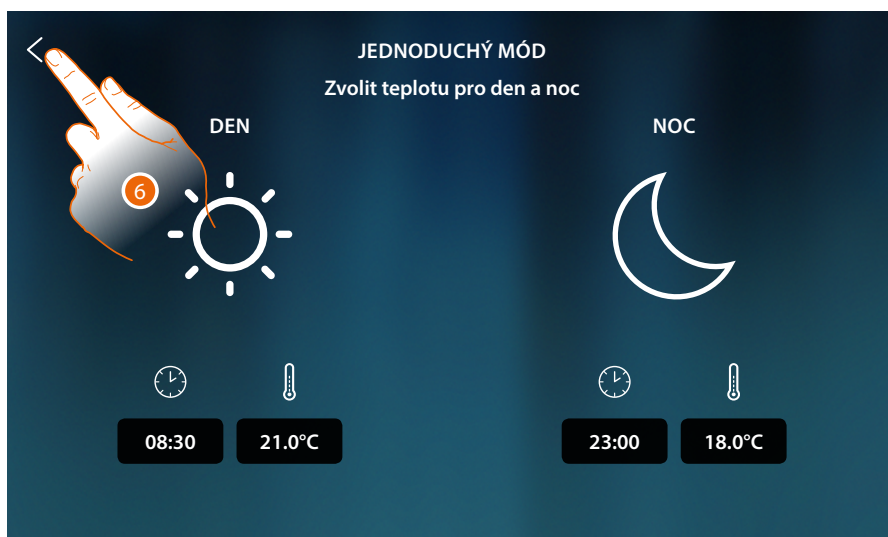 JEDNODUCHÝ MÓD
Zvolit teplotu pro den a noc
DEN
NOC
6
08:30
21.0°C
23:00
18.0°C